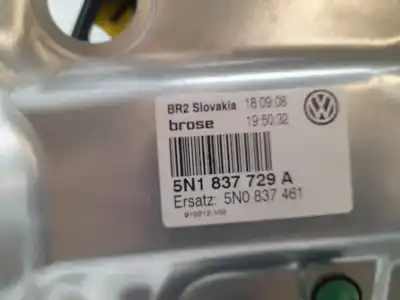 BR2 Slovakia 18.09.08
brose 19:50:32
5N1 837 729 A
Ersatz: 5N0 837 461